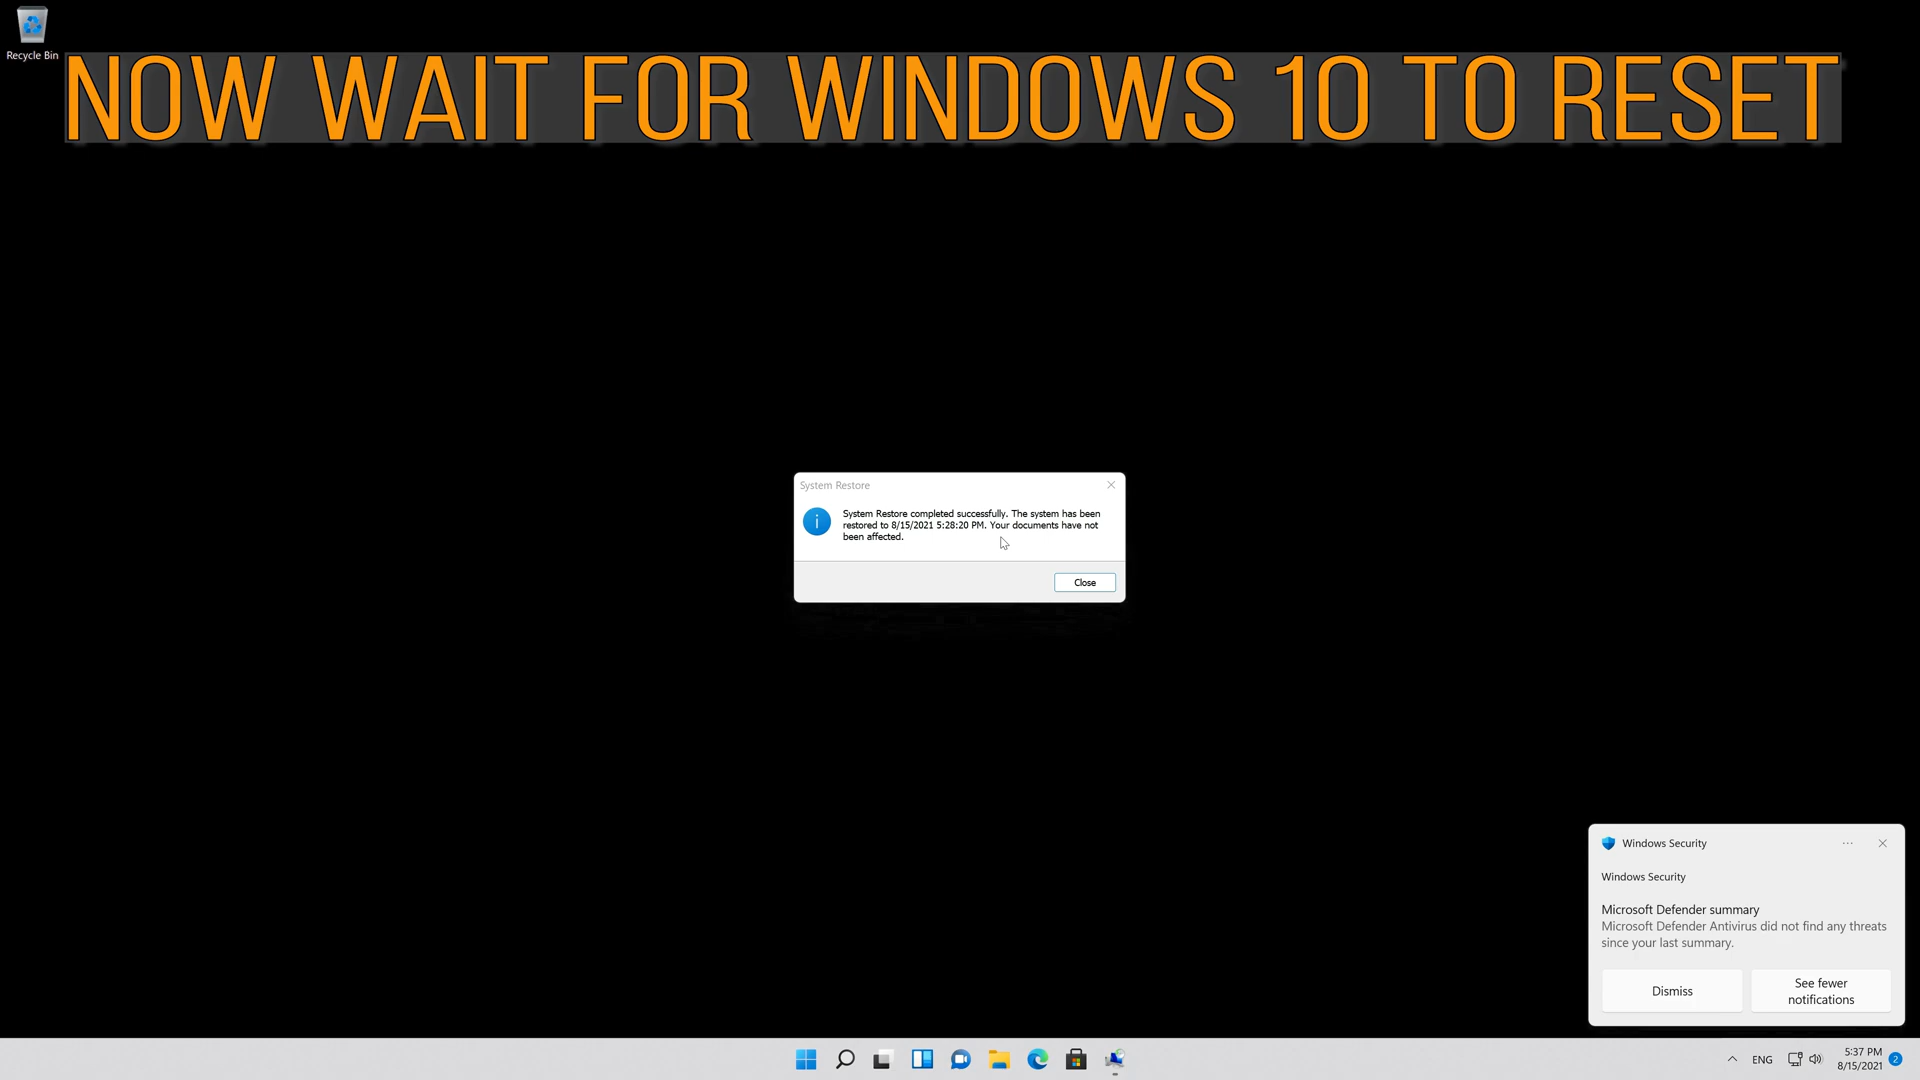 Recycle Bin
NOW WAIT FOR WINDOWS 10 TO RESET
System Restore
System Restore completed successfully. The system has been
restored to 8/15/2021 5:28:20 PM. Your documents have not
been affected.
Close
Windows Security
Windows Security
Microsoft Defender summary
Microsoft Defender Antivirus did not find any threats
since your last summary.
Dismiss
See fewer
notifications
ENG
5:37 PM
8/15/2021
2